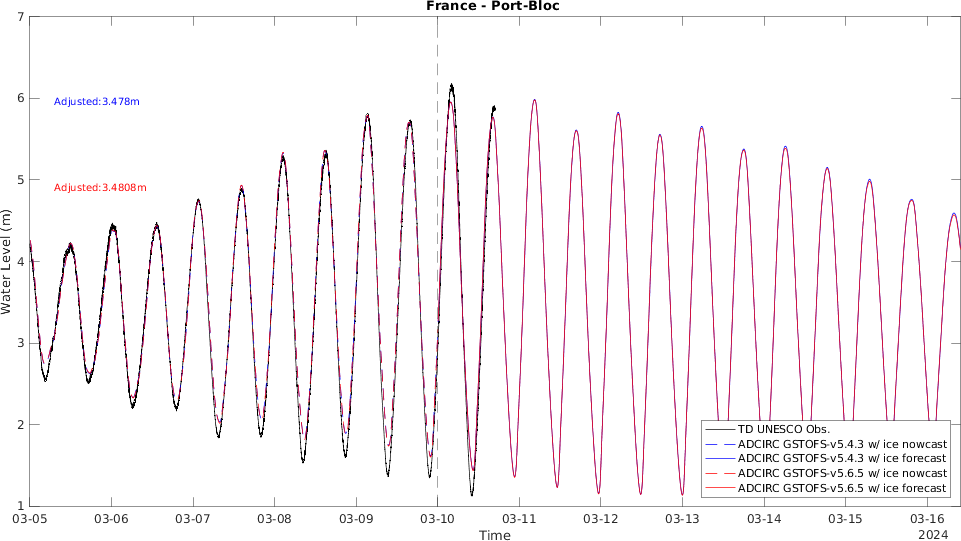 France - Port-Bloc
7
6
5
4
3
2
1
Water Level (m)
Adjusted:3.478m
Adjusted:3.4808m
TD UNESCO Obs.
ADCIRC GSTOFS-v5.4.3 w/ ice nowcast
ADCIRC GSTOFS-v5.4.3 w/ ice forecast
ADCIRC GSTOFS-v5.6.5 w/ ice nowcast
ADCIRC GSTOFS-v5.6.5 w/ ice forecast
03-05 03-06 03-07 03-08 03-09 03-10 03-11 03-12 03-13 03-14 03-15 03-16
Time
2024